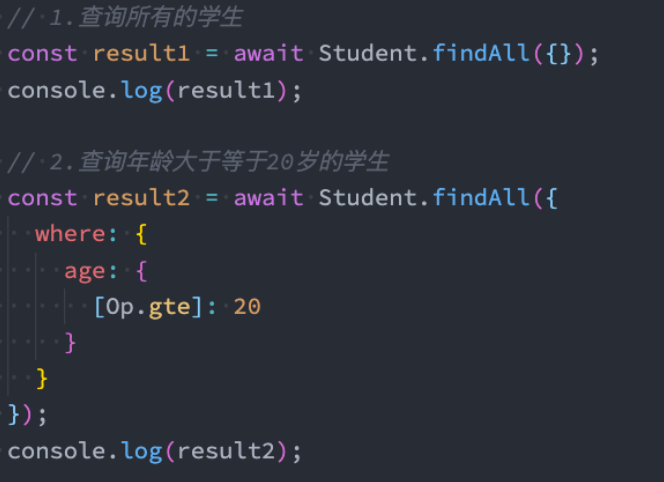 // 1.查询所有的学生
const result1 = await Student.findAll({});
console.log(result1);

// 2.查询年龄大于等于20岁的学生
const result2 = await Student.findAll({
  where: {
    age: {
      [Op.gte]: 20
    }
  }
});
console.log(result2);